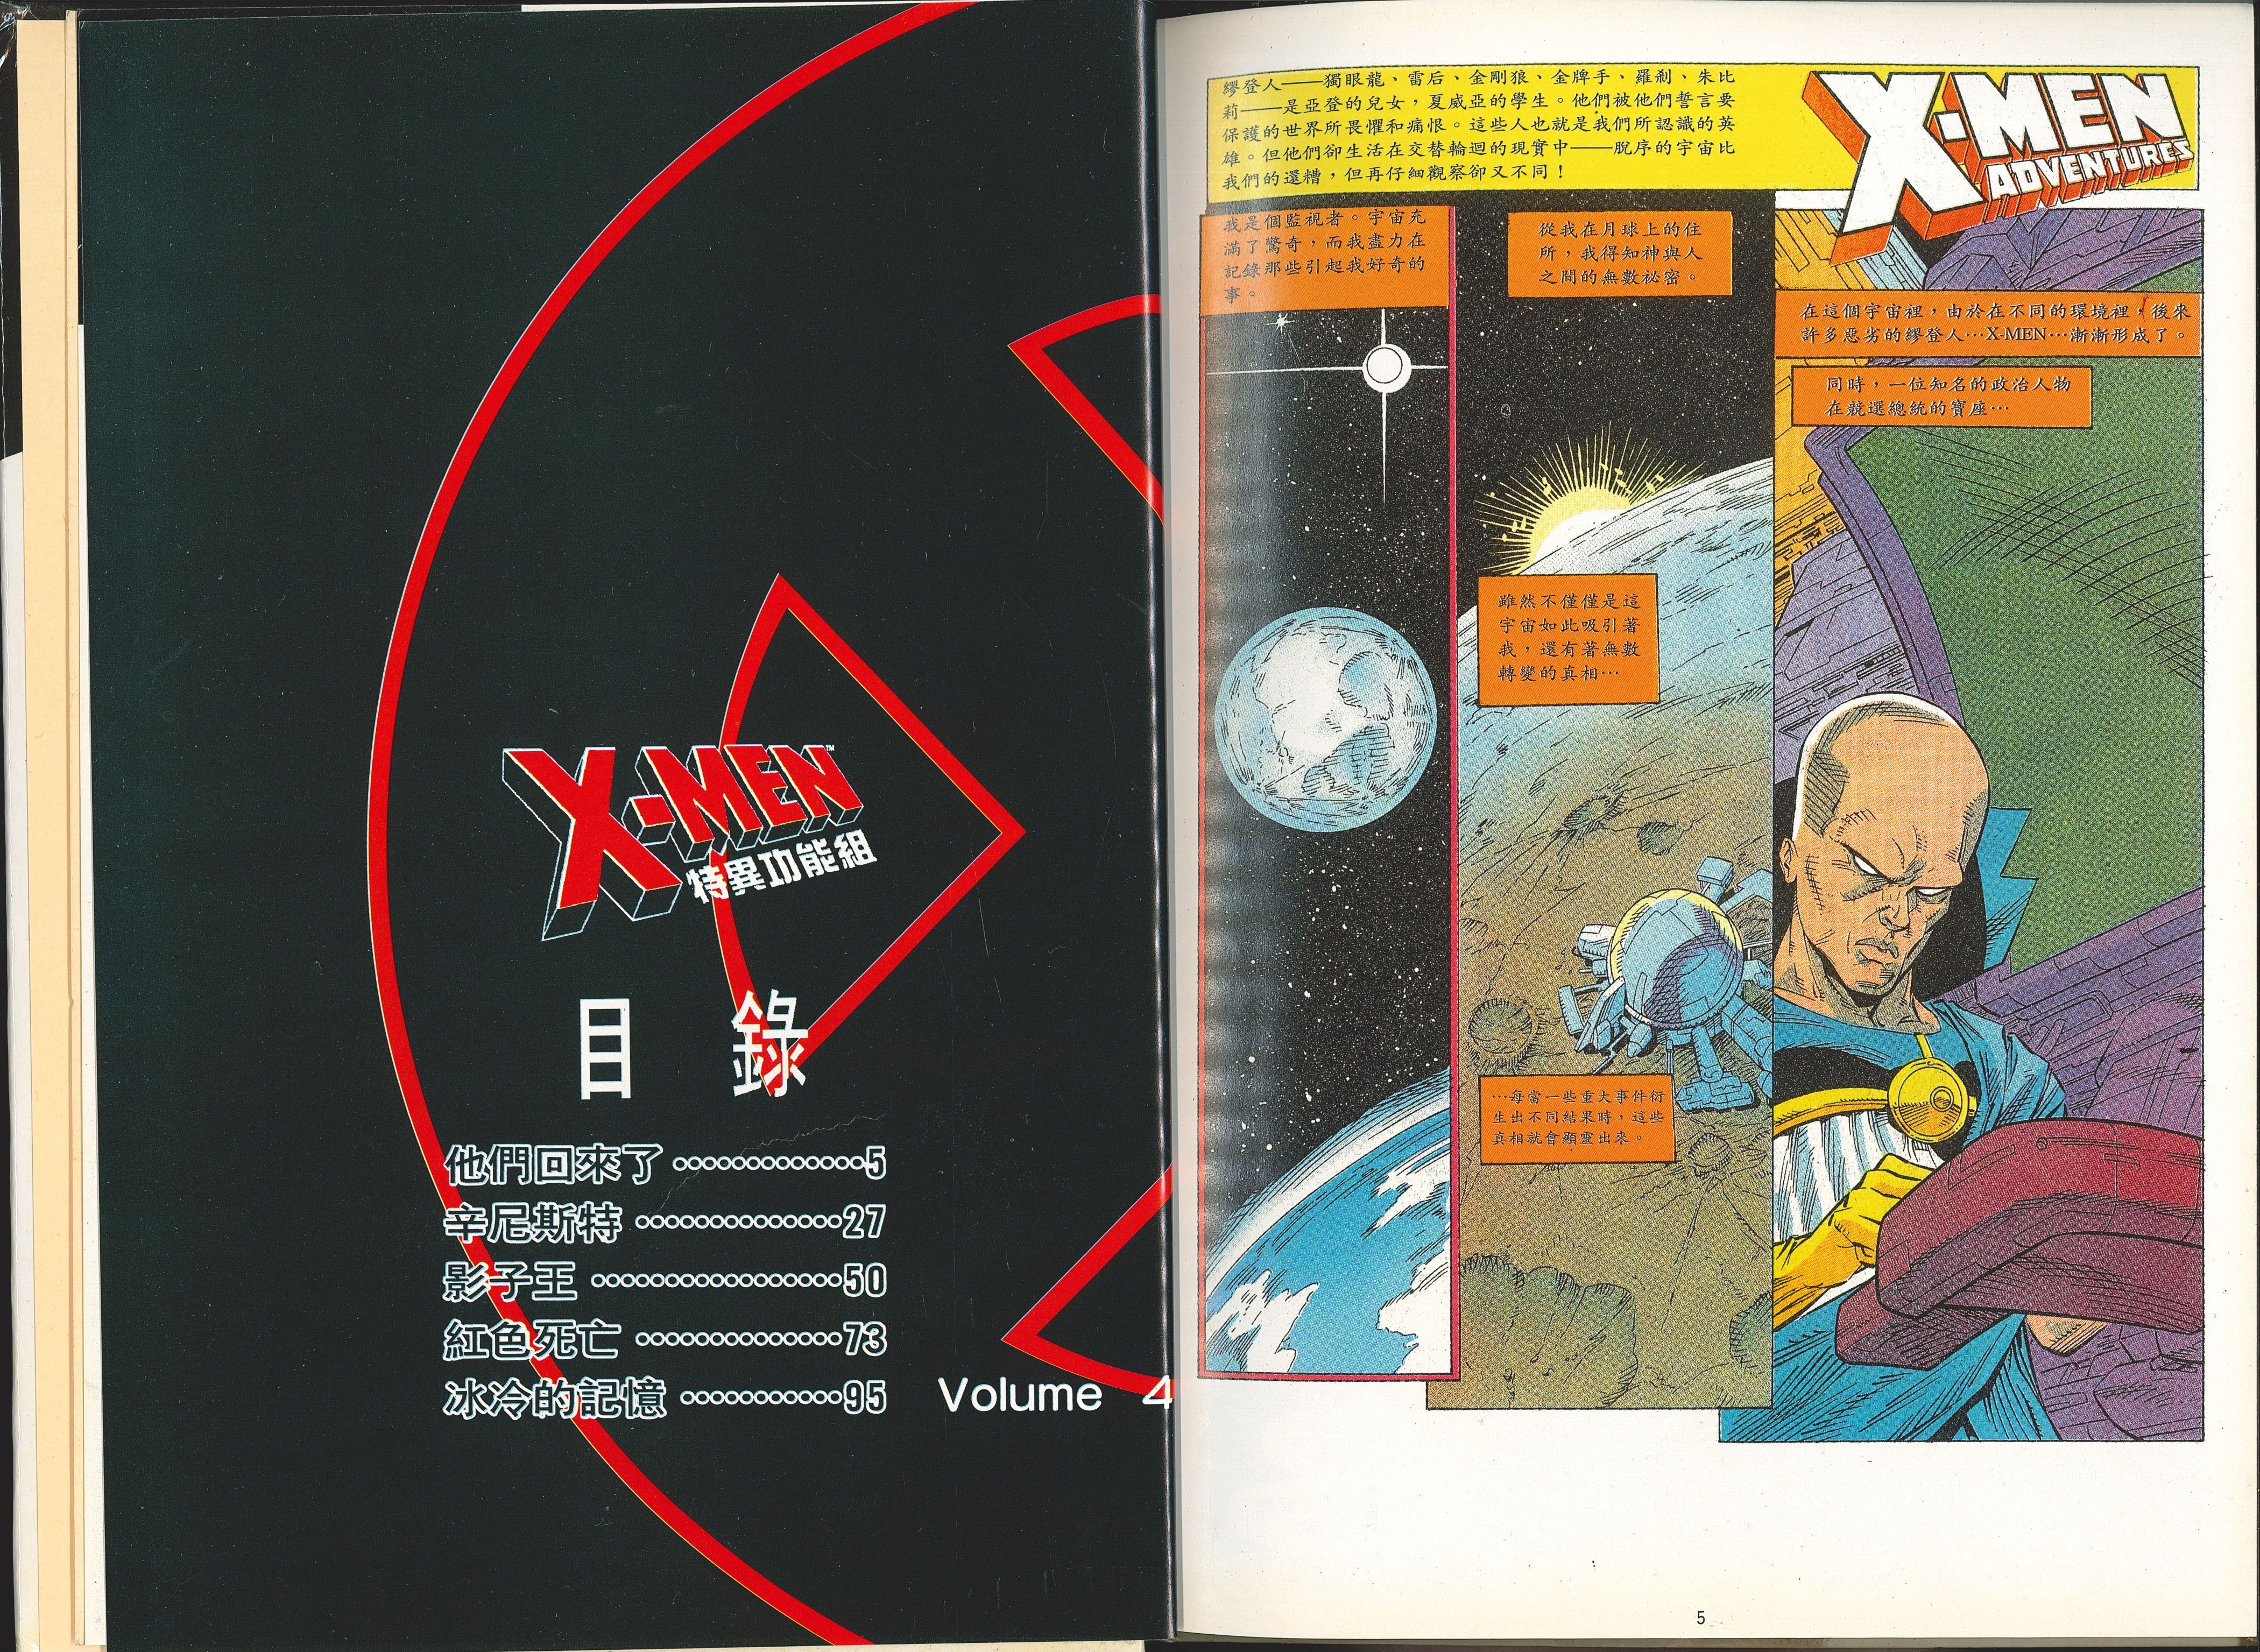 X-MEN™
特異功能組
目錄
他們回來了 ·············5
辛尼斯特 ··············27
影子王 ·················50
紅色死亡 ··············73
冰冷的記憶 ···········95
Volume 4
繆登人——獨眼龍、雷后、金剛狼、金牌手、羅剎、朱比
莉——是亞登的兒女，夏威亞的學生。他們被他們誓言要
保護的世界所畏懼和痛恨。這些人也就是我們所認識的英
雄。但他們卻生活在交替輪迴的現實中——脫序的宇宙比
我們的還糟，但再仔細觀察卻又不同！
X-MEN
ADVENTURES
我是個監視者。宇宙充
滿了驚奇，而我盡力在
記錄那些引起我好奇的
事。
從我在月球上的住
所，我得知神與人
之間的無數祕密。
雖然不僅僅是這
宇宙如此吸引著
我，還有著無數
轉變的真相…
…每當一些重大事件衍
生出不同結果時，這些
真相就會顯靈出來。
在這個宇宙裡，由於在不同的環境裡，後來
許多惡劣的繆登人…X-MEN…漸漸形成了。
同時，一位知名的政治人物
在競選總統的寶座…
5